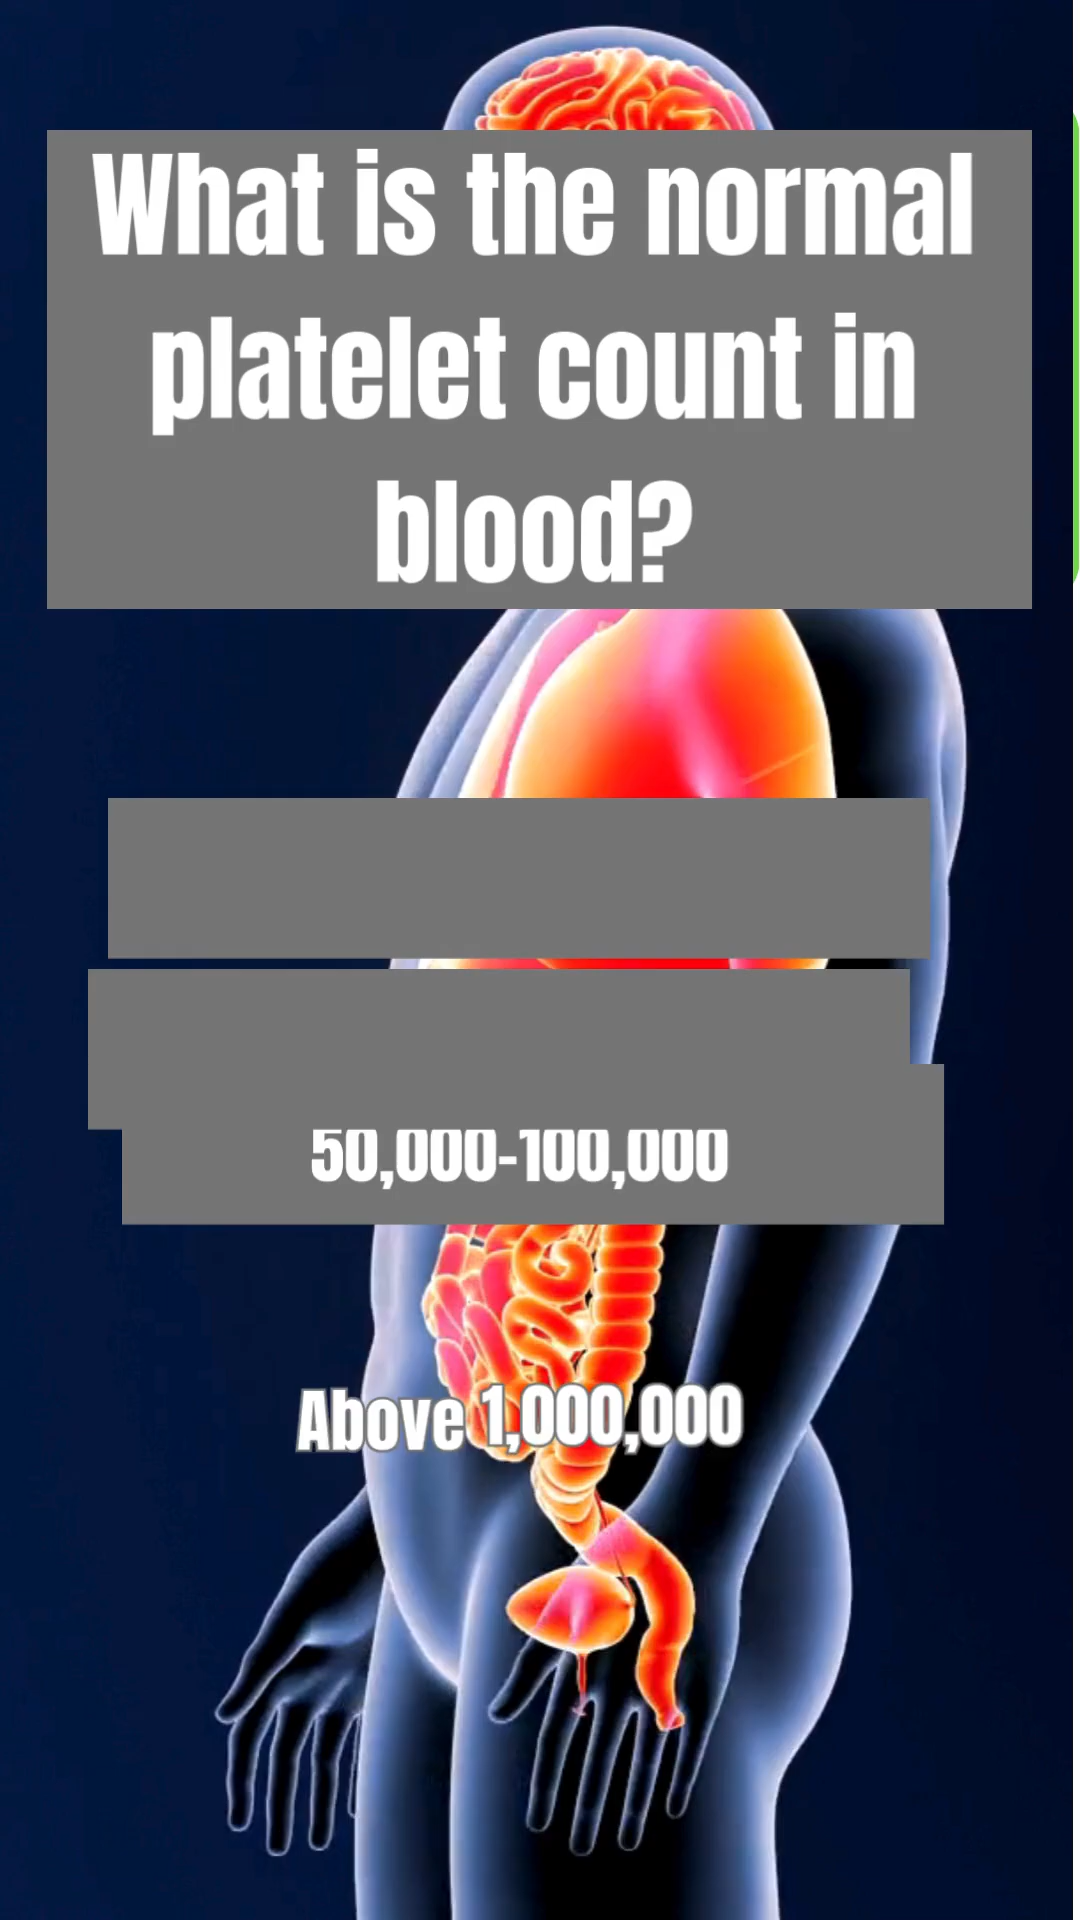 What is the normal
platelet count in
blood?
50,000-100,000
Above 1,000,000